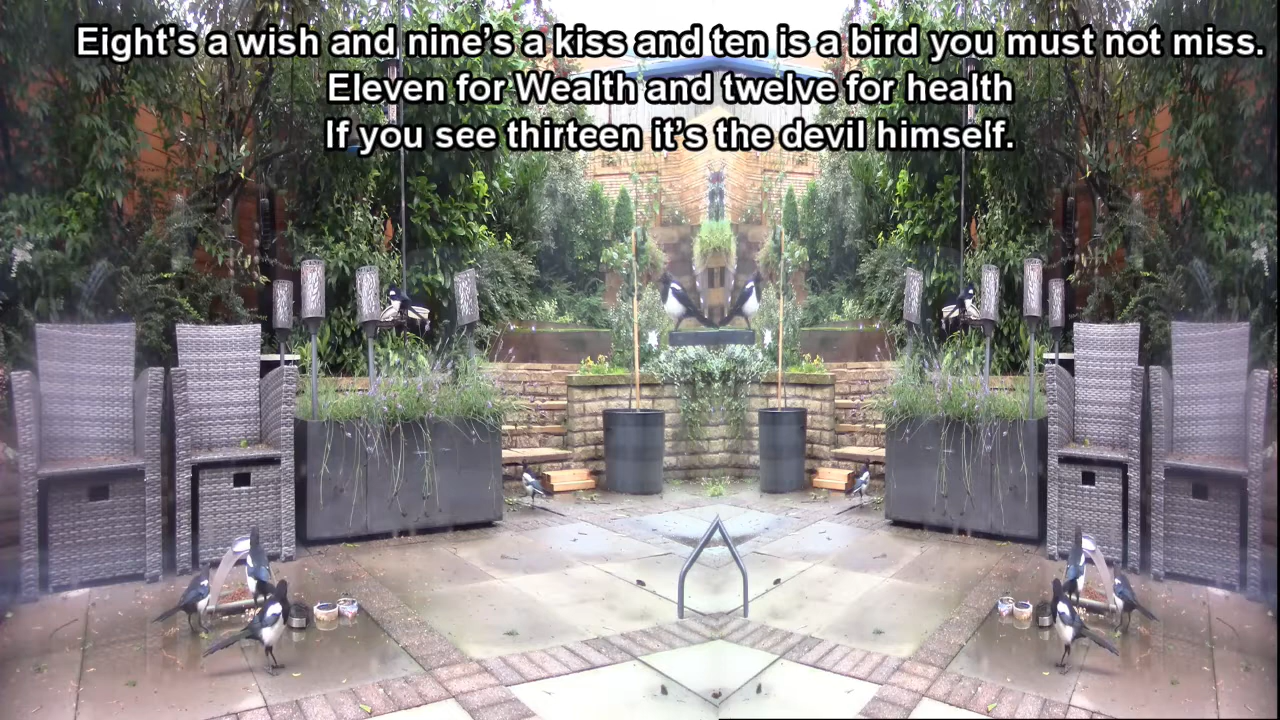 Eight's a wish and nine’s a kiss and ten is a bird you must not miss.
Eleven for Wealth and twelve for health
If you see thirteen it’s the devil himself.